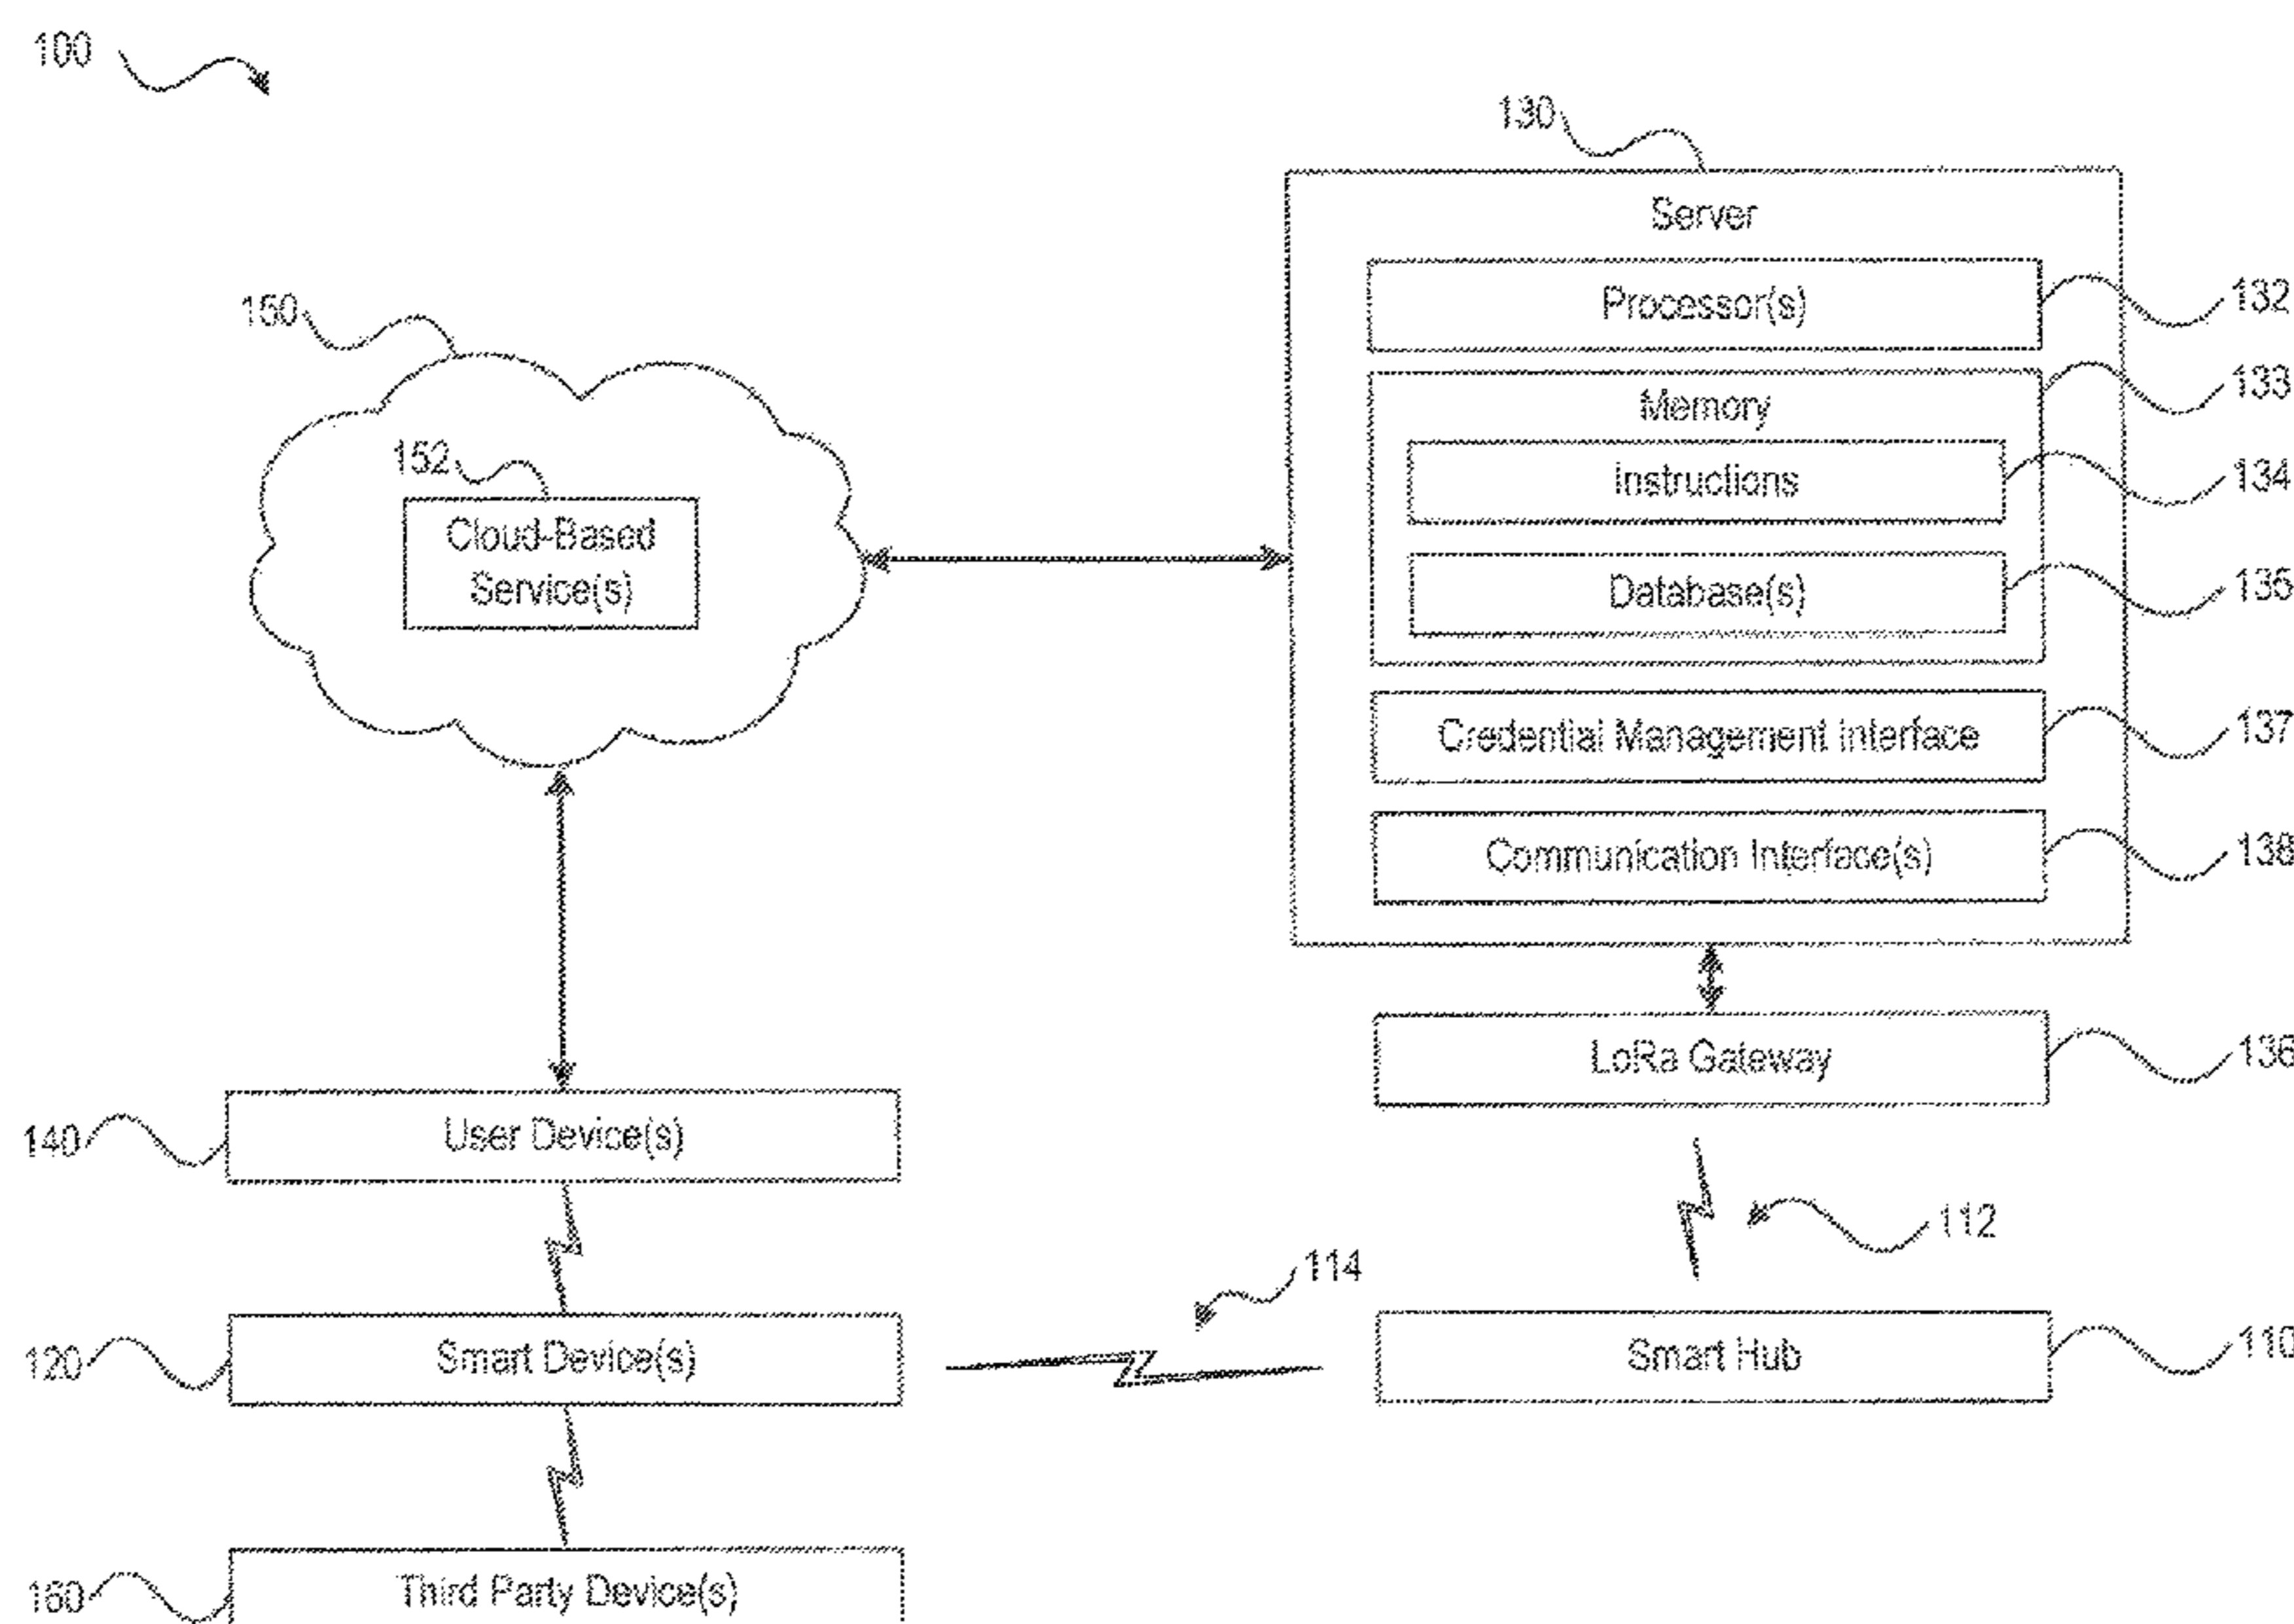 100
130
Server
Processor(s)
132
150
Memory
133
152
Instructions
134
Cloud-Based
Service(s)
Database(s)
135
Credential Management Interface
137
Communication Interface(s)
138
LoRa Gateway
136
140
User Device(s)
112
114
120
Smart Device(s)
Smart Hub
110
160
Third Party Device(s)